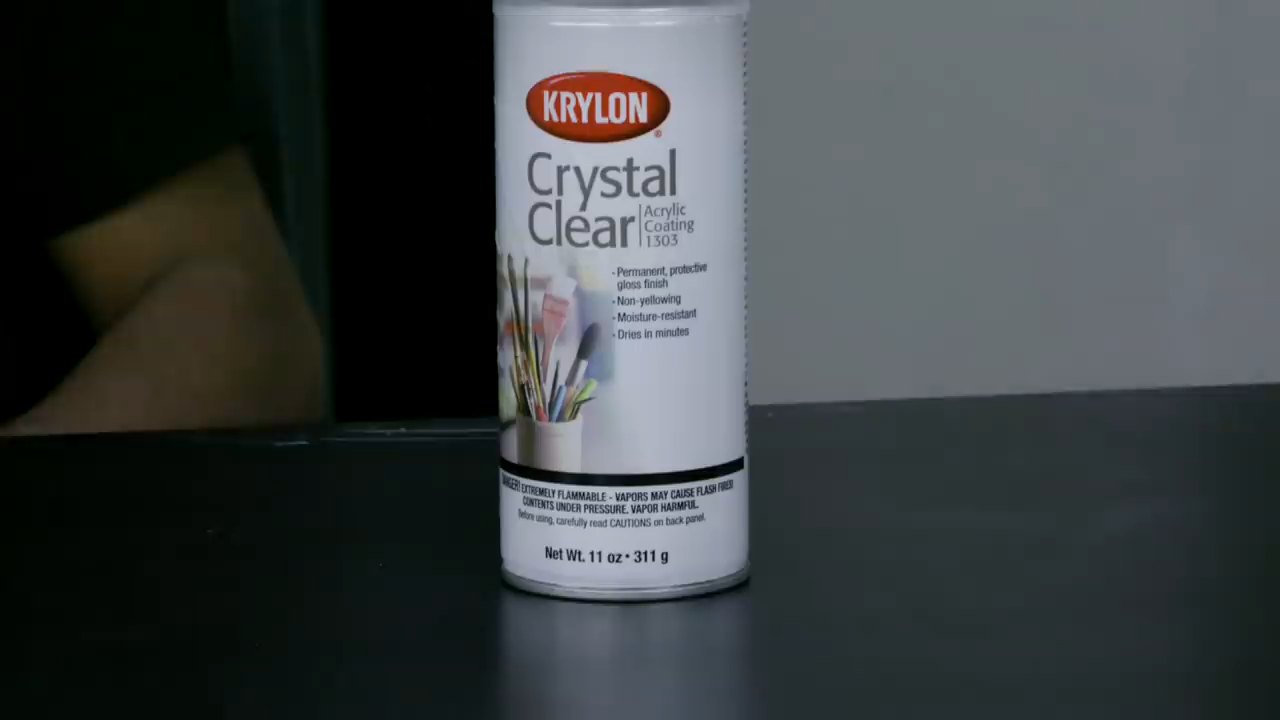 KRYLON®
Crystal
Clear
Acrylic
Coating
1303
• Permanent, protective
gloss finish
• Non-yellowing
• Moisture-resistant
• Dries in minutes
DANGER! EXTREMELY FLAMMABLE - VAPORS MAY CAUSE FLASH FIRES!
CONTENTS UNDER PRESSURE. VAPOR HARMFUL.
Before using, carefully read CAUTIONS on back panel.
Net Wt. 11 oz • 311 g